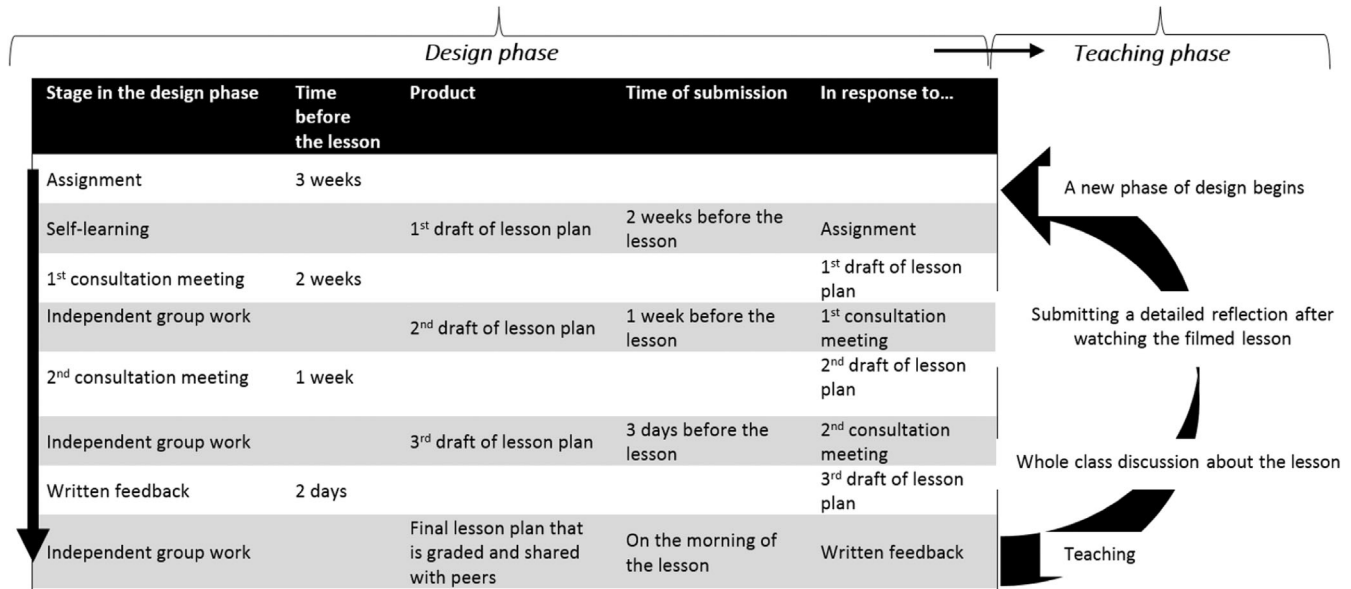 Design phase
Teaching phase
Stage in the design phase
Time
before
the lesson
Product
Time of submission
In response to...
Assignment
3 weeks
Self-learning
1st draft of lesson plan
2 weeks before the
lesson
Assignment
1st consultation meeting
2 weeks
1st draft of lesson
plan
Independent group work
2nd draft of lesson plan
1 week before the
lesson
1st consultation
meeting
2nd consultation meeting
1 week
2nd draft of lesson
plan
Independent group work
3rd draft of lesson plan
3 days before the
lesson
2nd consultation
meeting
Written feedback
2 days
3rd draft of lesson
plan
Independent group work
Final lesson plan that
is graded and shared
with peers
On the morning of
the lesson
Written feedback
A new phase of design begins
Submitting a detailed reflection after
watching the filmed lesson
Whole class discussion about the lesson
Teaching